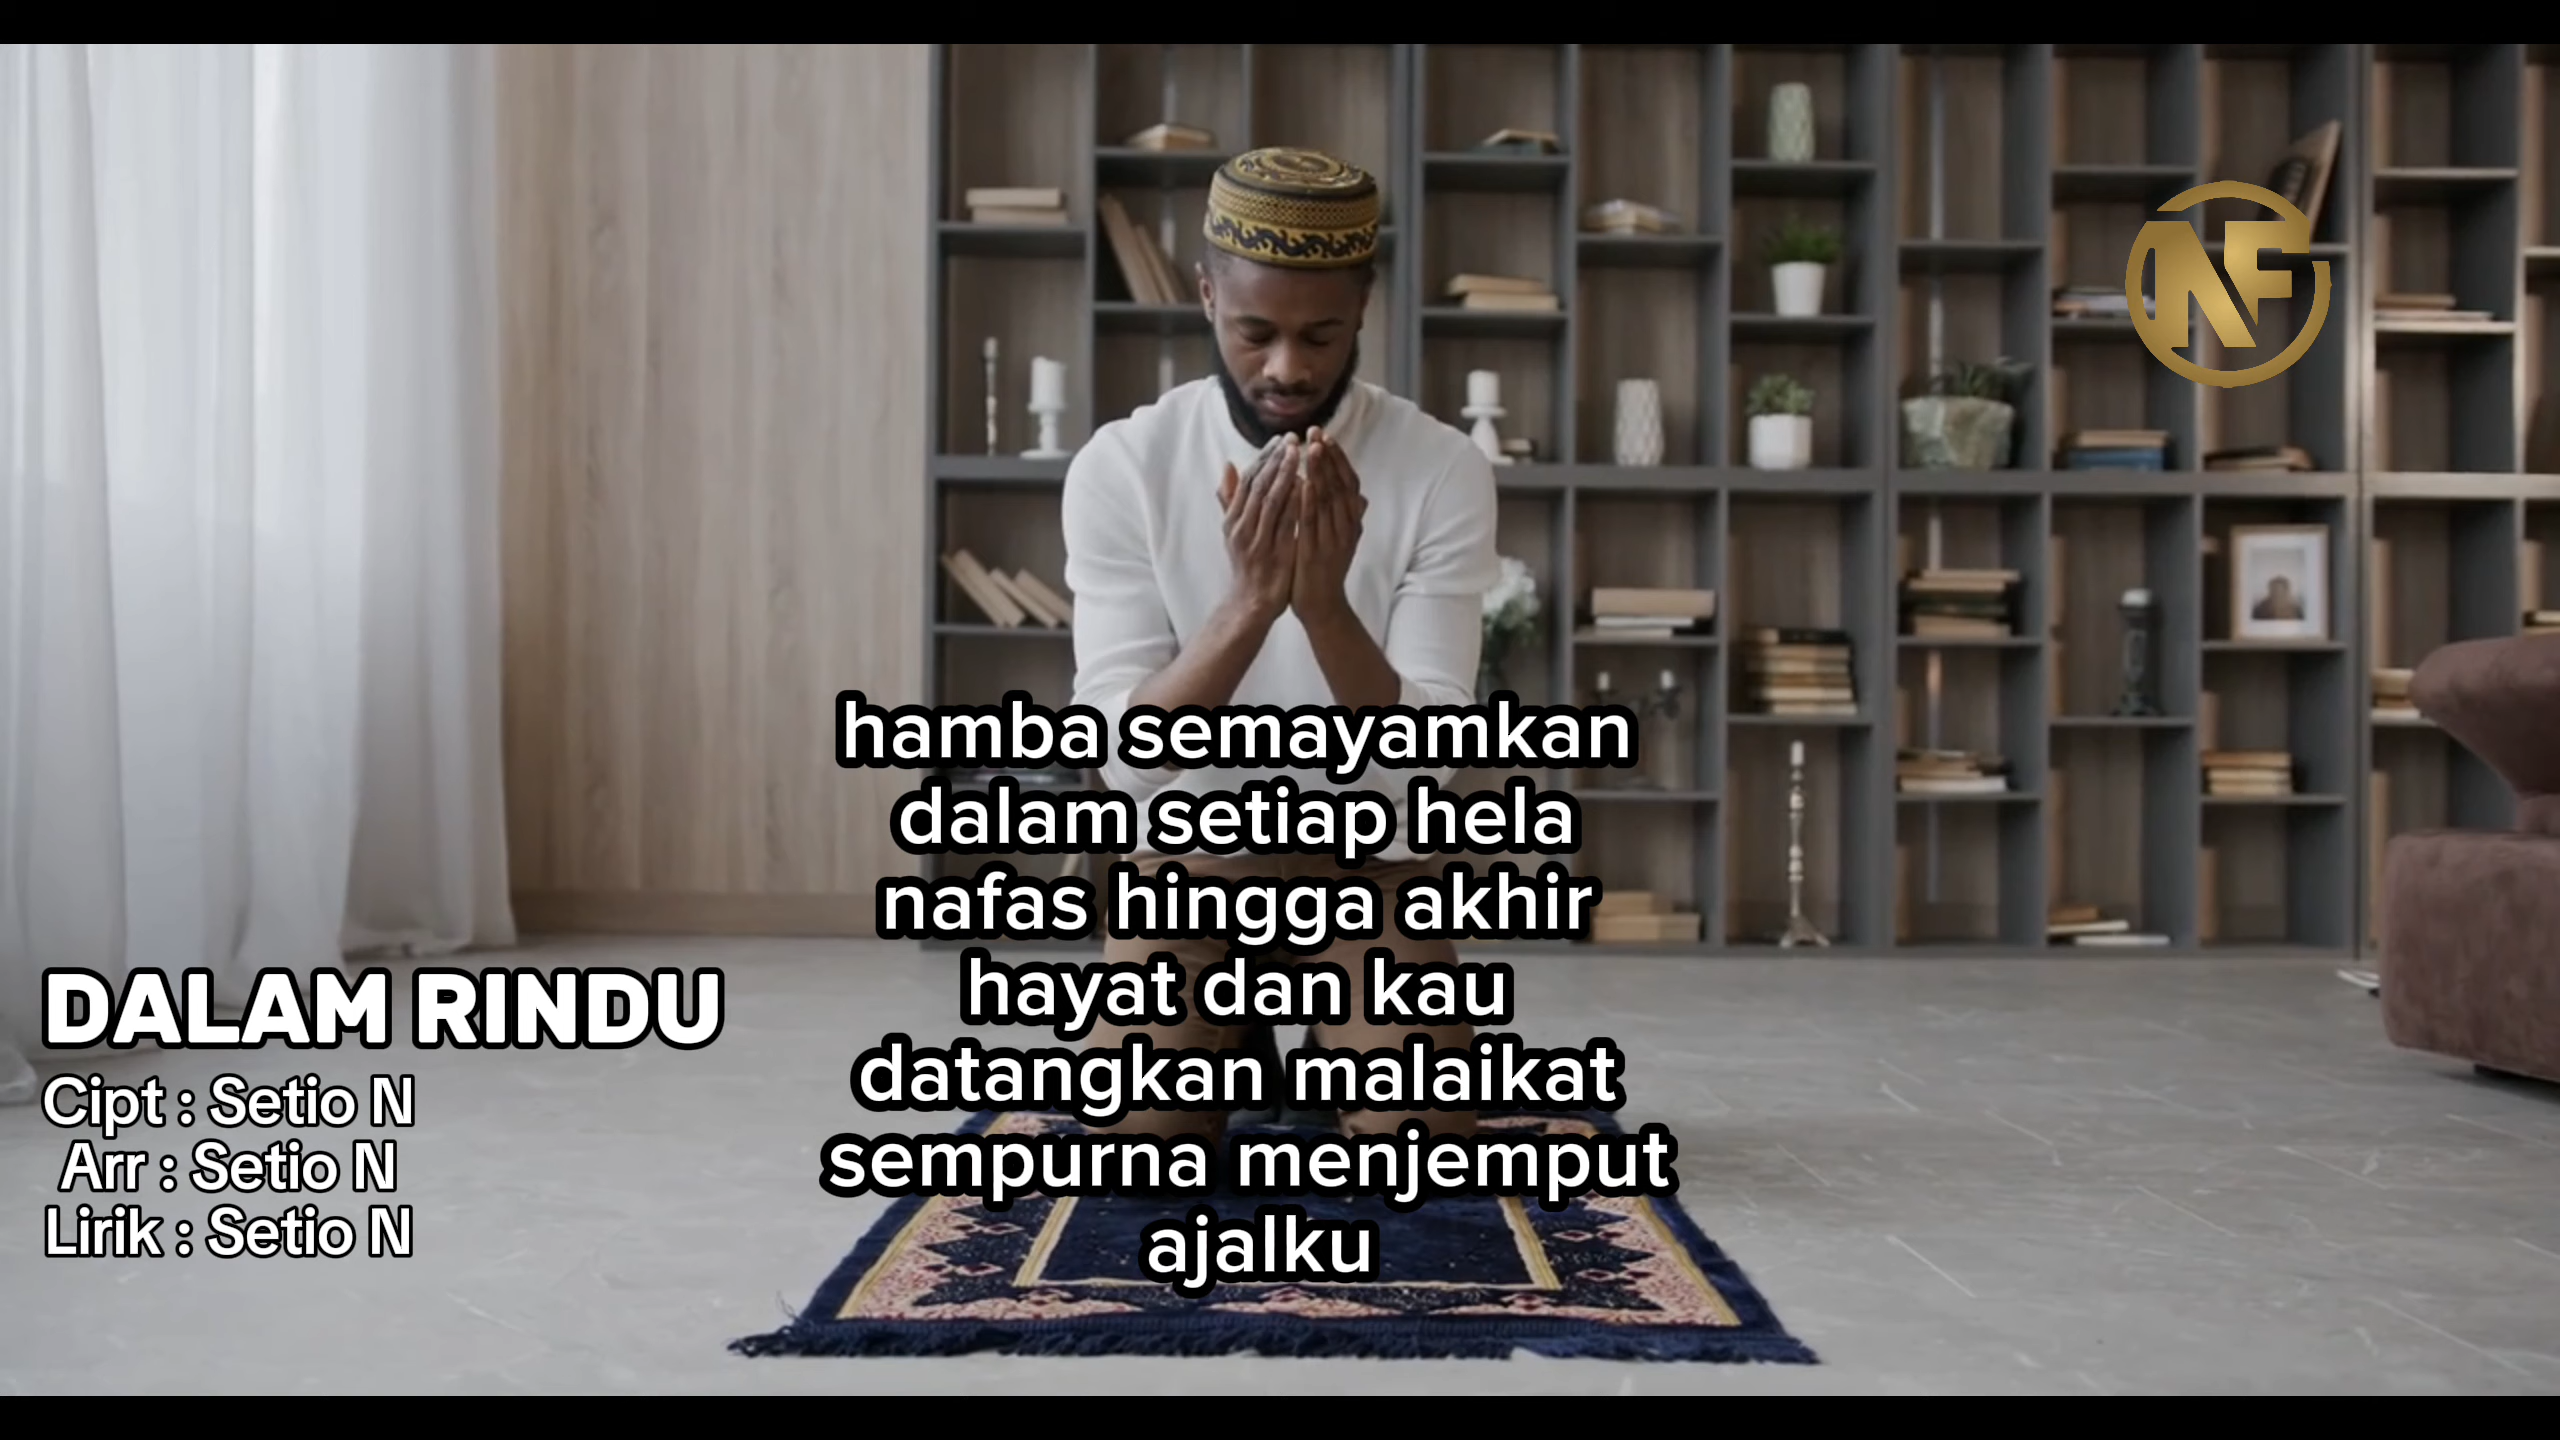 NF
hamba semayamkan
dalam setiap hela
nafas hingga akhir
hayat dan kau
datangkan malaikat
sempurna menjemput
ajalku
DALAM RINDU
Cipt : Setio N
Arr : Setio N
Lirik : Setio N